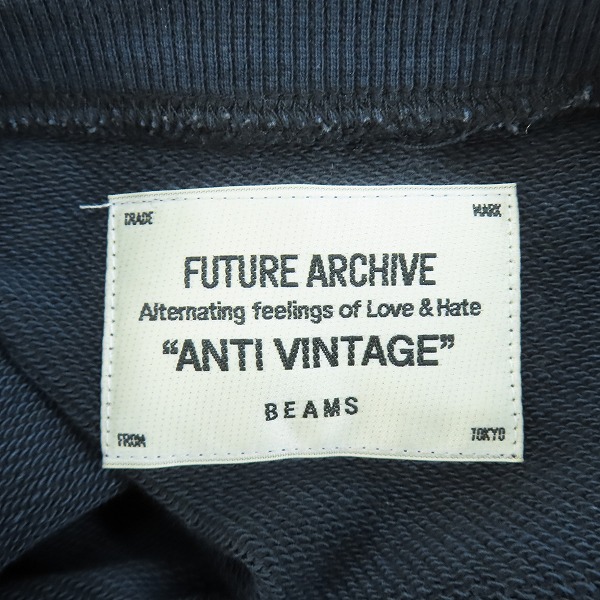 TRADE MARK
FUTURE ARCHIVE
Alternating feelings of Love & Hate
“ANTI VINTAGE”
BEAMS
FROM TOKYO